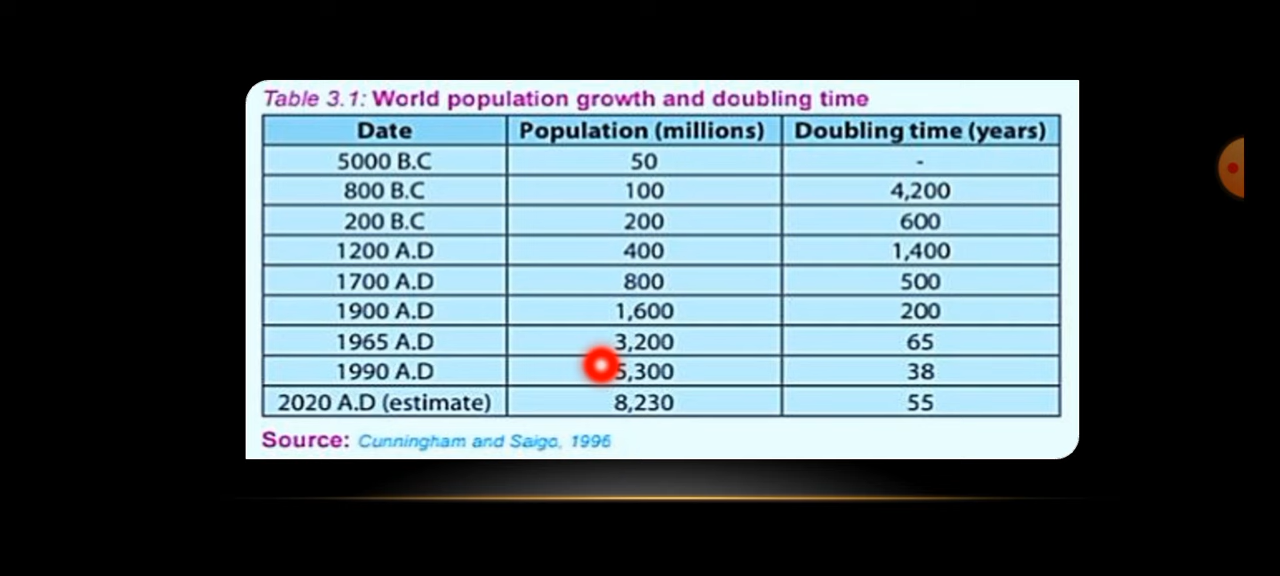 Table 3.1: World population growth and doubling time
Date Population (millions) Doubling time (years)
5000 B.C 50 -
800 B.C 100 4,200
200 B.C 200 600
1200 A.D 400 1,400
1700 A.D 800 500
1900 A.D 1,600 200
1965 A.D 3,200 65
1990 A.D 5,300 38
2020 A.D (estimate) 8,230 55
Source: Cunningham and Saigo, 1996